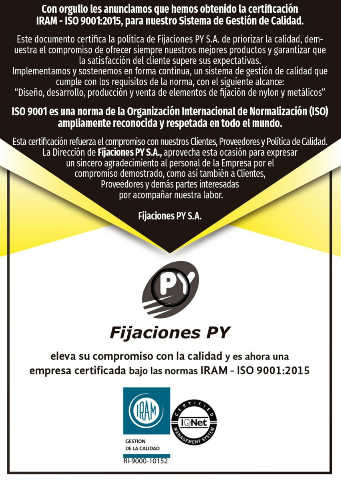 Con orgullo les anunciamos que hemos obtenido la certificación
IRAM - ISO 9001:2015, para nuestro Sistema de Gestión de Calidad.
Este documento certifica la política de Fijaciones PY S.A. de priorizar la calidad, dem-
uestra el compromiso de ofrecer siempre nuestros mejores productos y garantizar que
la satisfacción del cliente supere sus expectativas.
Implementamos y sostenemos en forma continua, un sistema de gestión de calidad que
cumple con los requisitos de la norma, con el siguiente alcance:
“Diseño, desarrollo, producción y venta de elementos de fijación de nylon y metálicos”
ISO 9001 es una norma de la Organización Internacional de Normalización (ISO)
ampliamente reconocida y respetada en todo el mundo.
Esta certificación refuerza el compromiso con nuestros Clientes, Proveedores y Política de Calidad.
La Dirección de Fijaciones PY S.A., aprovecha esta ocasión para expresar
un sincero agradecimiento al personal de la Empresa por el
compromiso demostrado, como así también a Clientes,
Proveedores y demás partes interesadas
por acompañar nuestra labor.
Fijaciones PY S.A.
PY
Fijaciones PY
eleva su compromiso con la calidad y es ahora una
empresa certificada bajo las normas IRAM - ISO 9001:2015
IRAM
GESTION
DE LA CALIDAD
RI-9000-10152
CERTIFIED
IQNet
MANAGEMENT SYSTEM